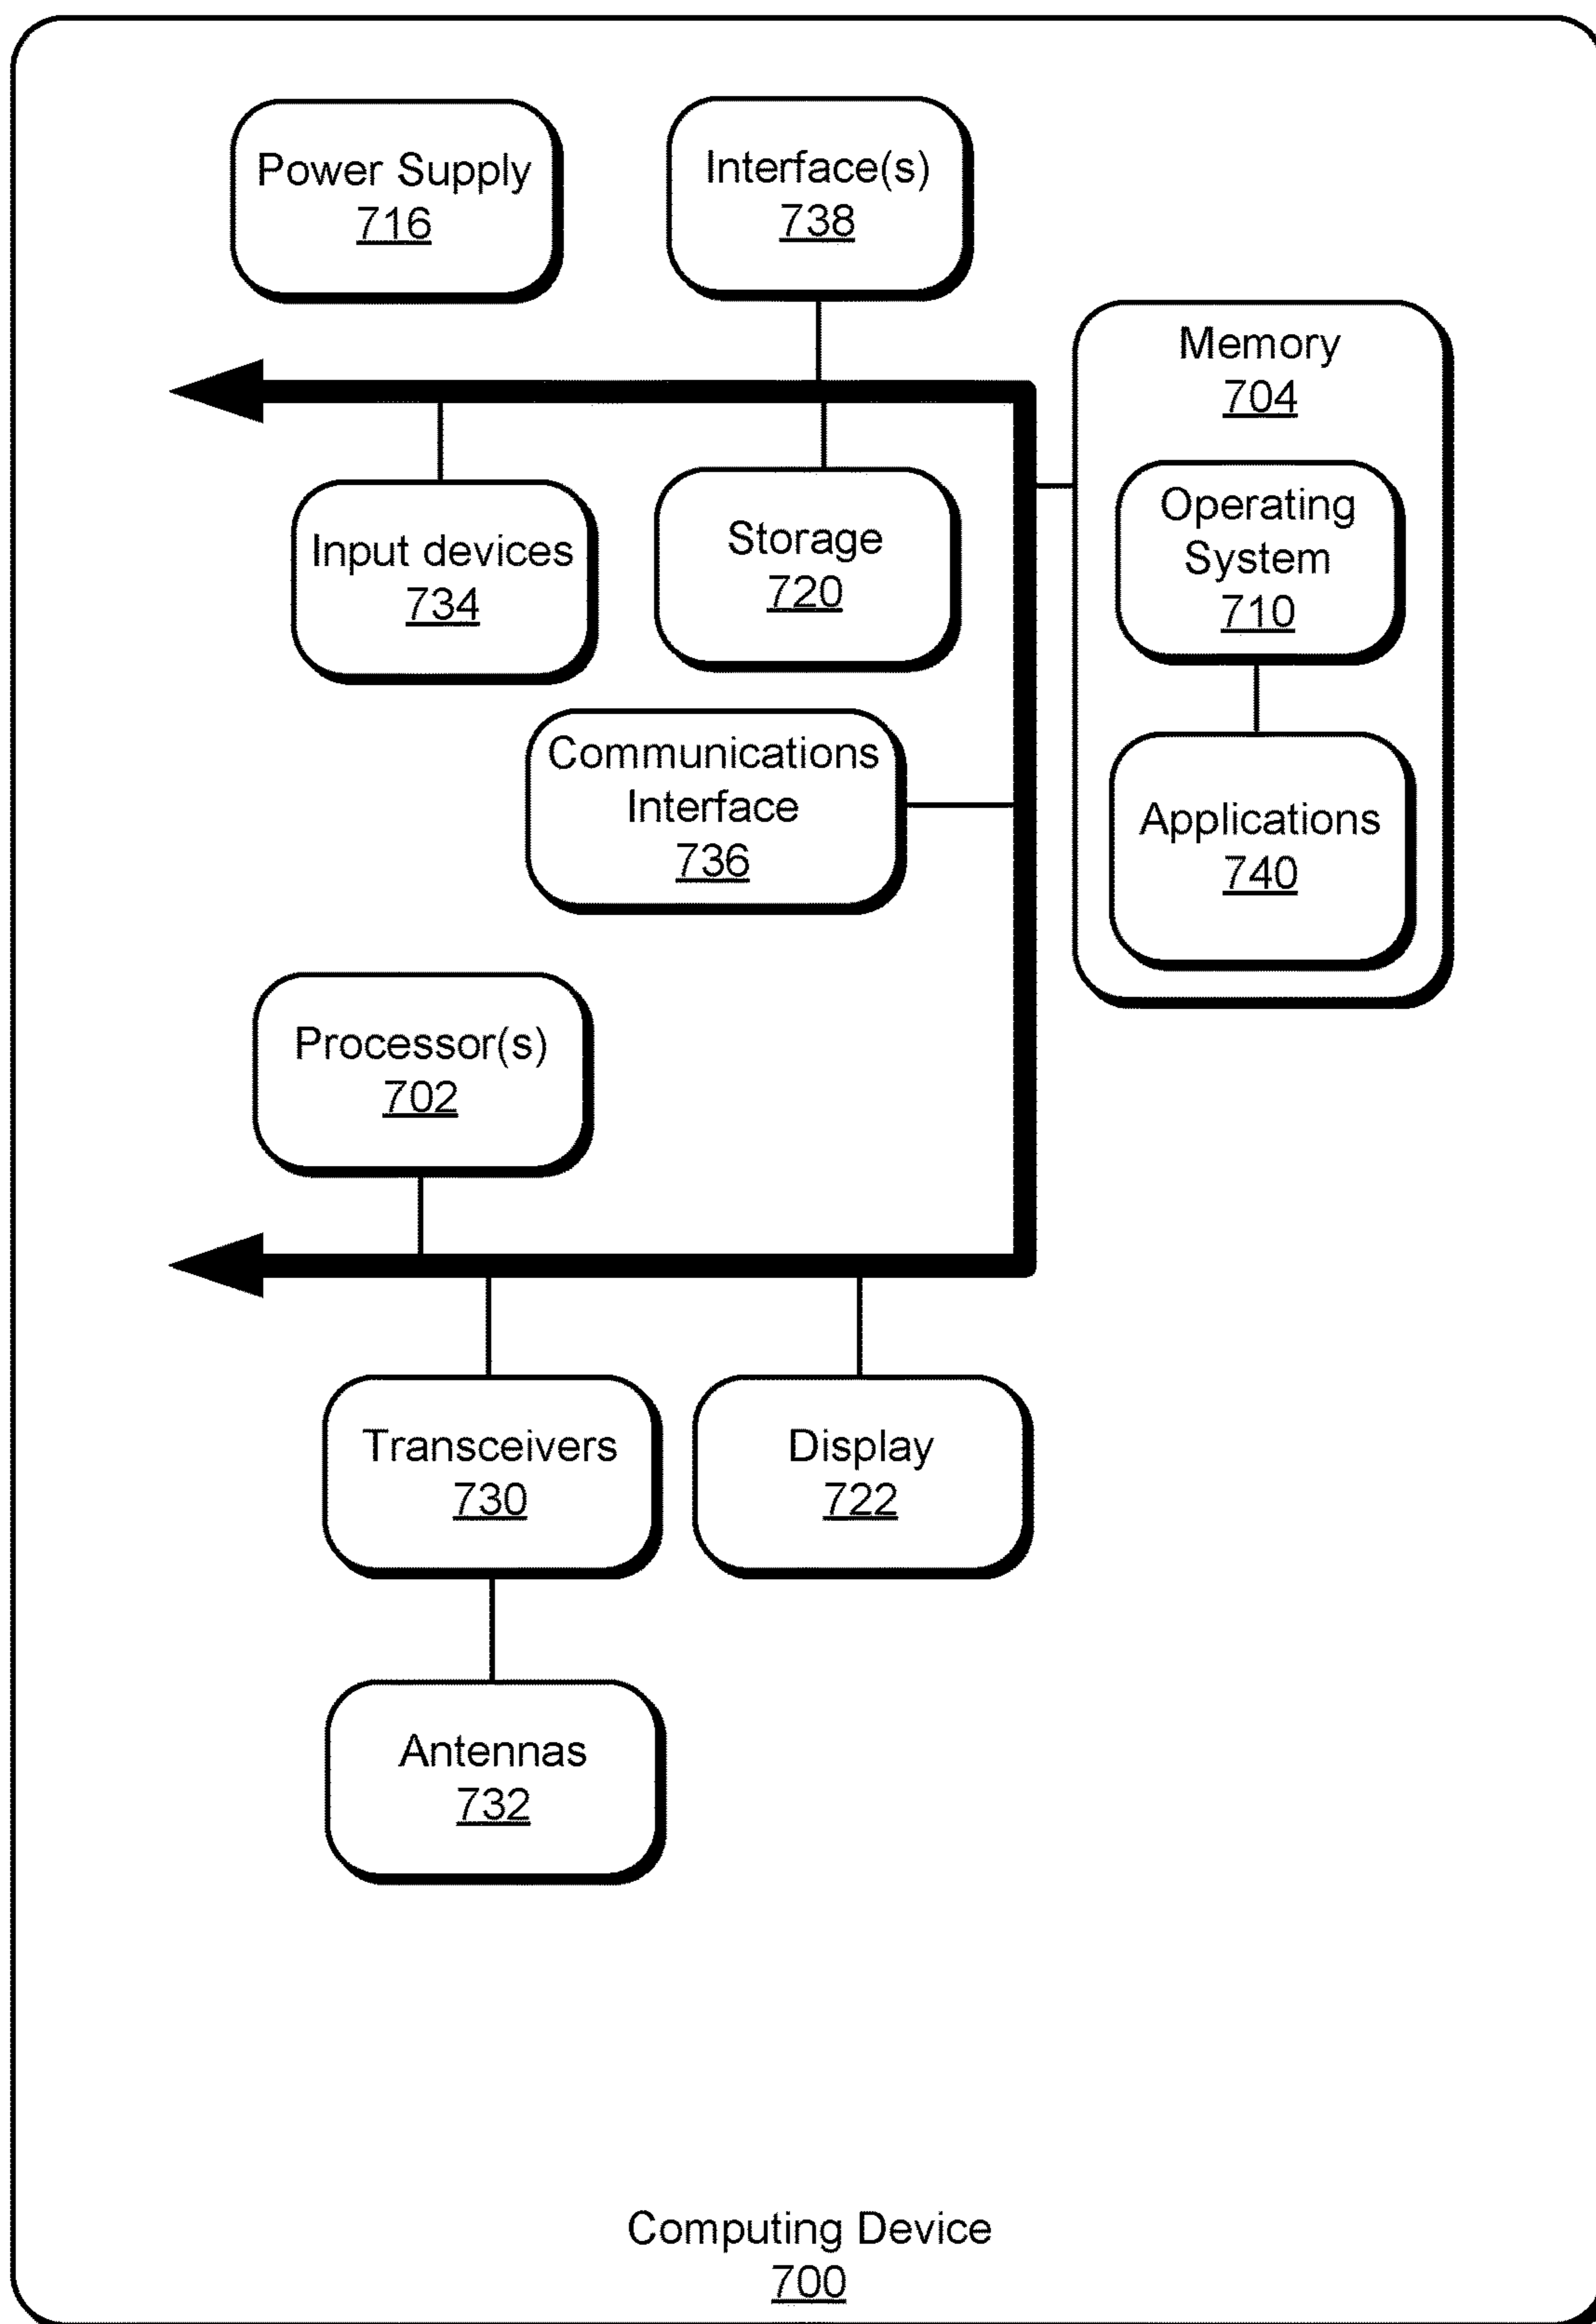 Power Supply
716
Interface(s)
738
Memory
704
Operating
System
710
Applications
740
Input devices
734
Storage
720
Communications
Interface
736
Processor(s)
702
Transceivers
730
Display
722
Antennas
732
Computing Device
700